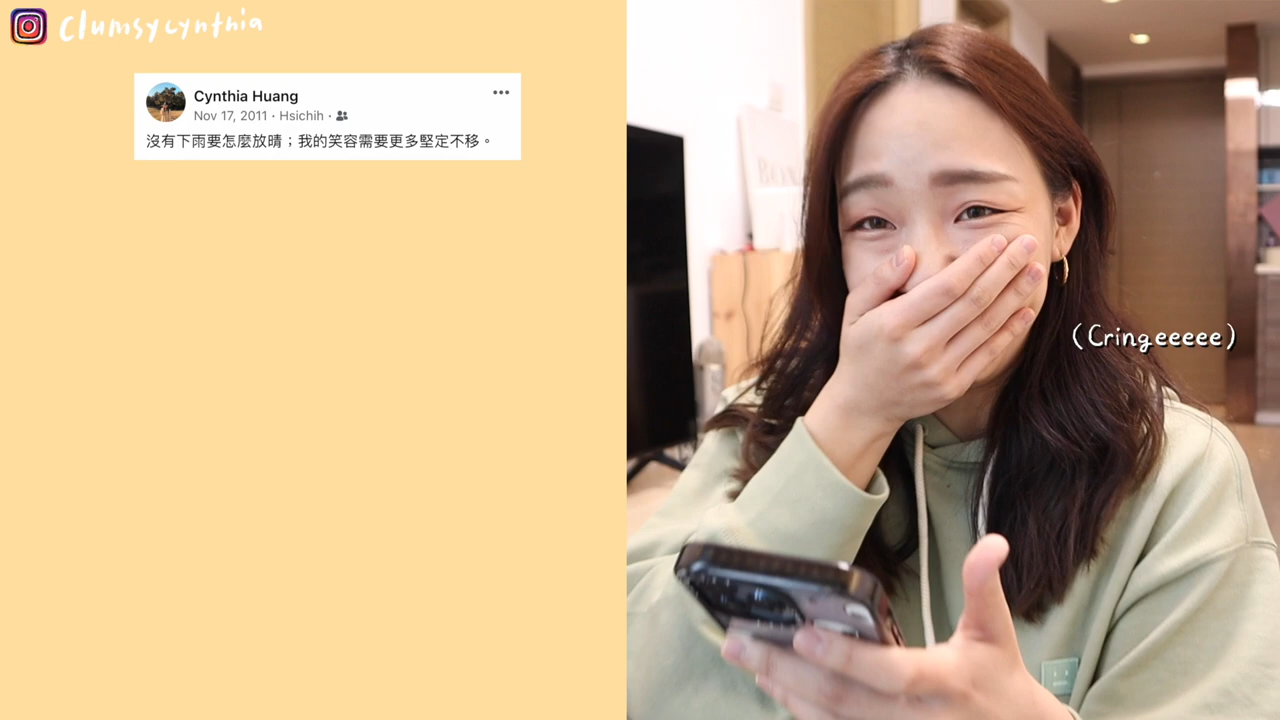 clumsycynthia
Cynthia Huang
Nov 17, 2011 · Hsichih ·
沒有下雨要怎麼放晴；我的笑容需要更多堅定不移。
(Cringeeeee)